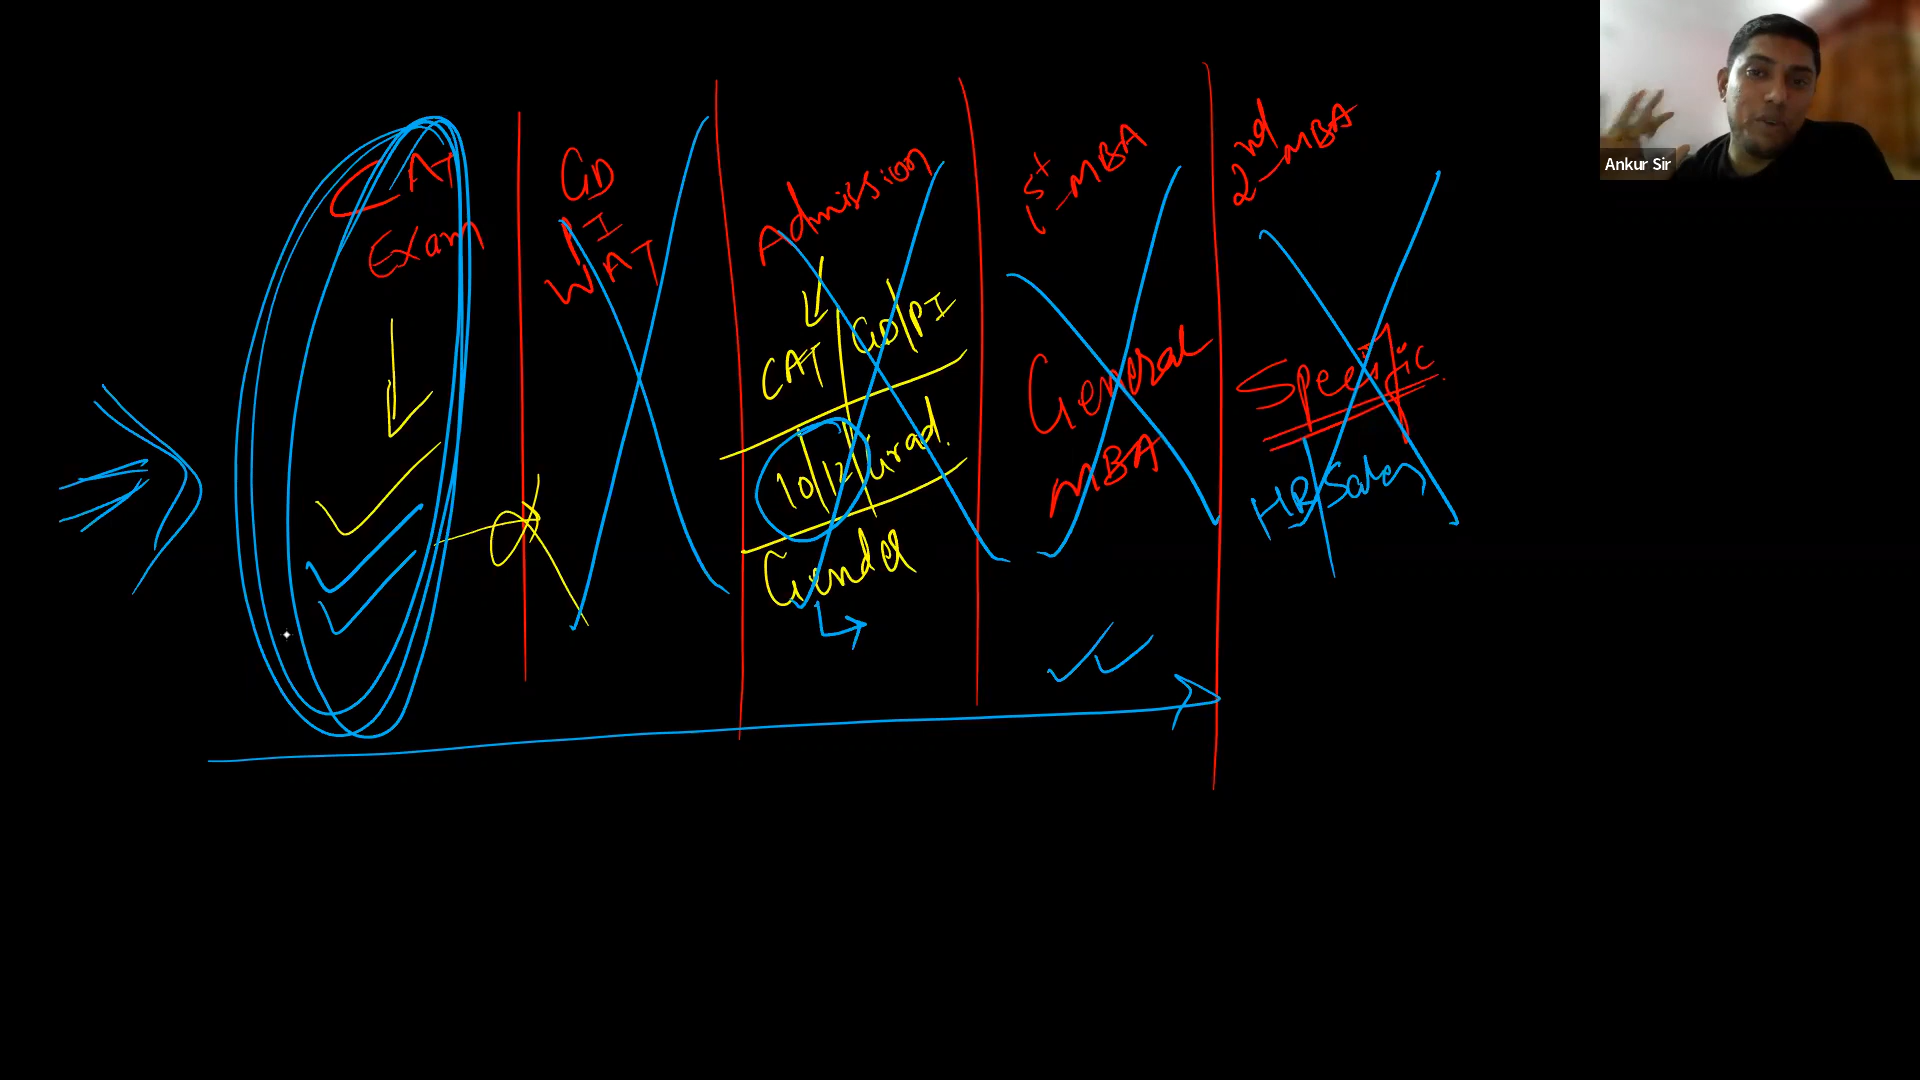 CAT
Exam
GD
PI
WAT
Admission
CAT GD/PI
10/12/Grad.
Gender
1st MBA
General
MBA
2nd MBA
Specific
HR Sales
Ankur Sir